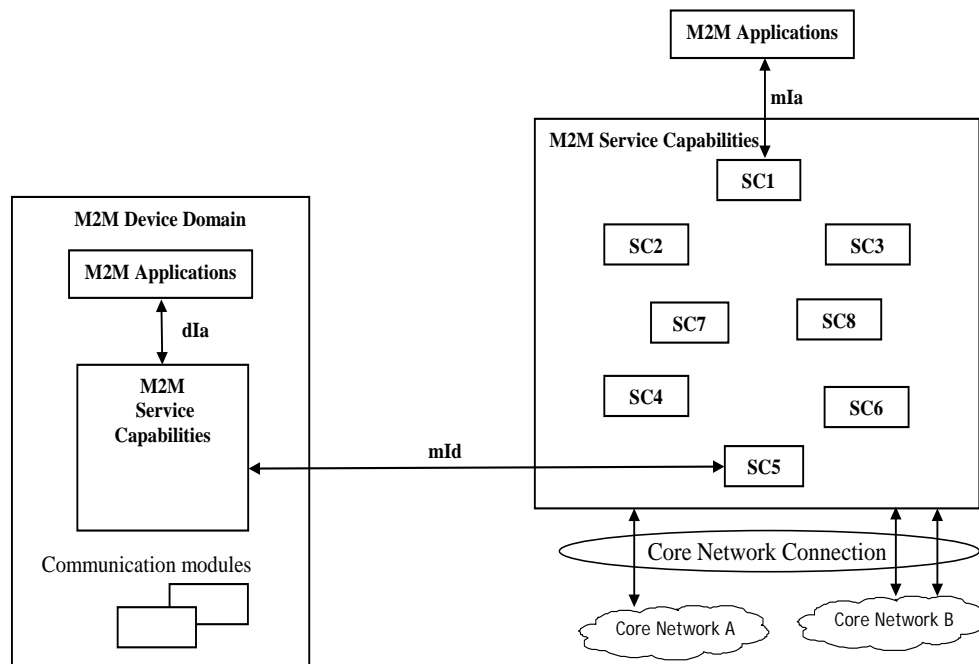 M2M Applications
mIa
M2M Service Capabilities
SC1
SC2
SC3
SC7
SC8
SC4
SC6
SC5
M2M Device Domain
M2M Applications
dIa
M2M
Service
Capabilities
mId
Communication modules
Core Network Connection
Core Network A
Core Network B